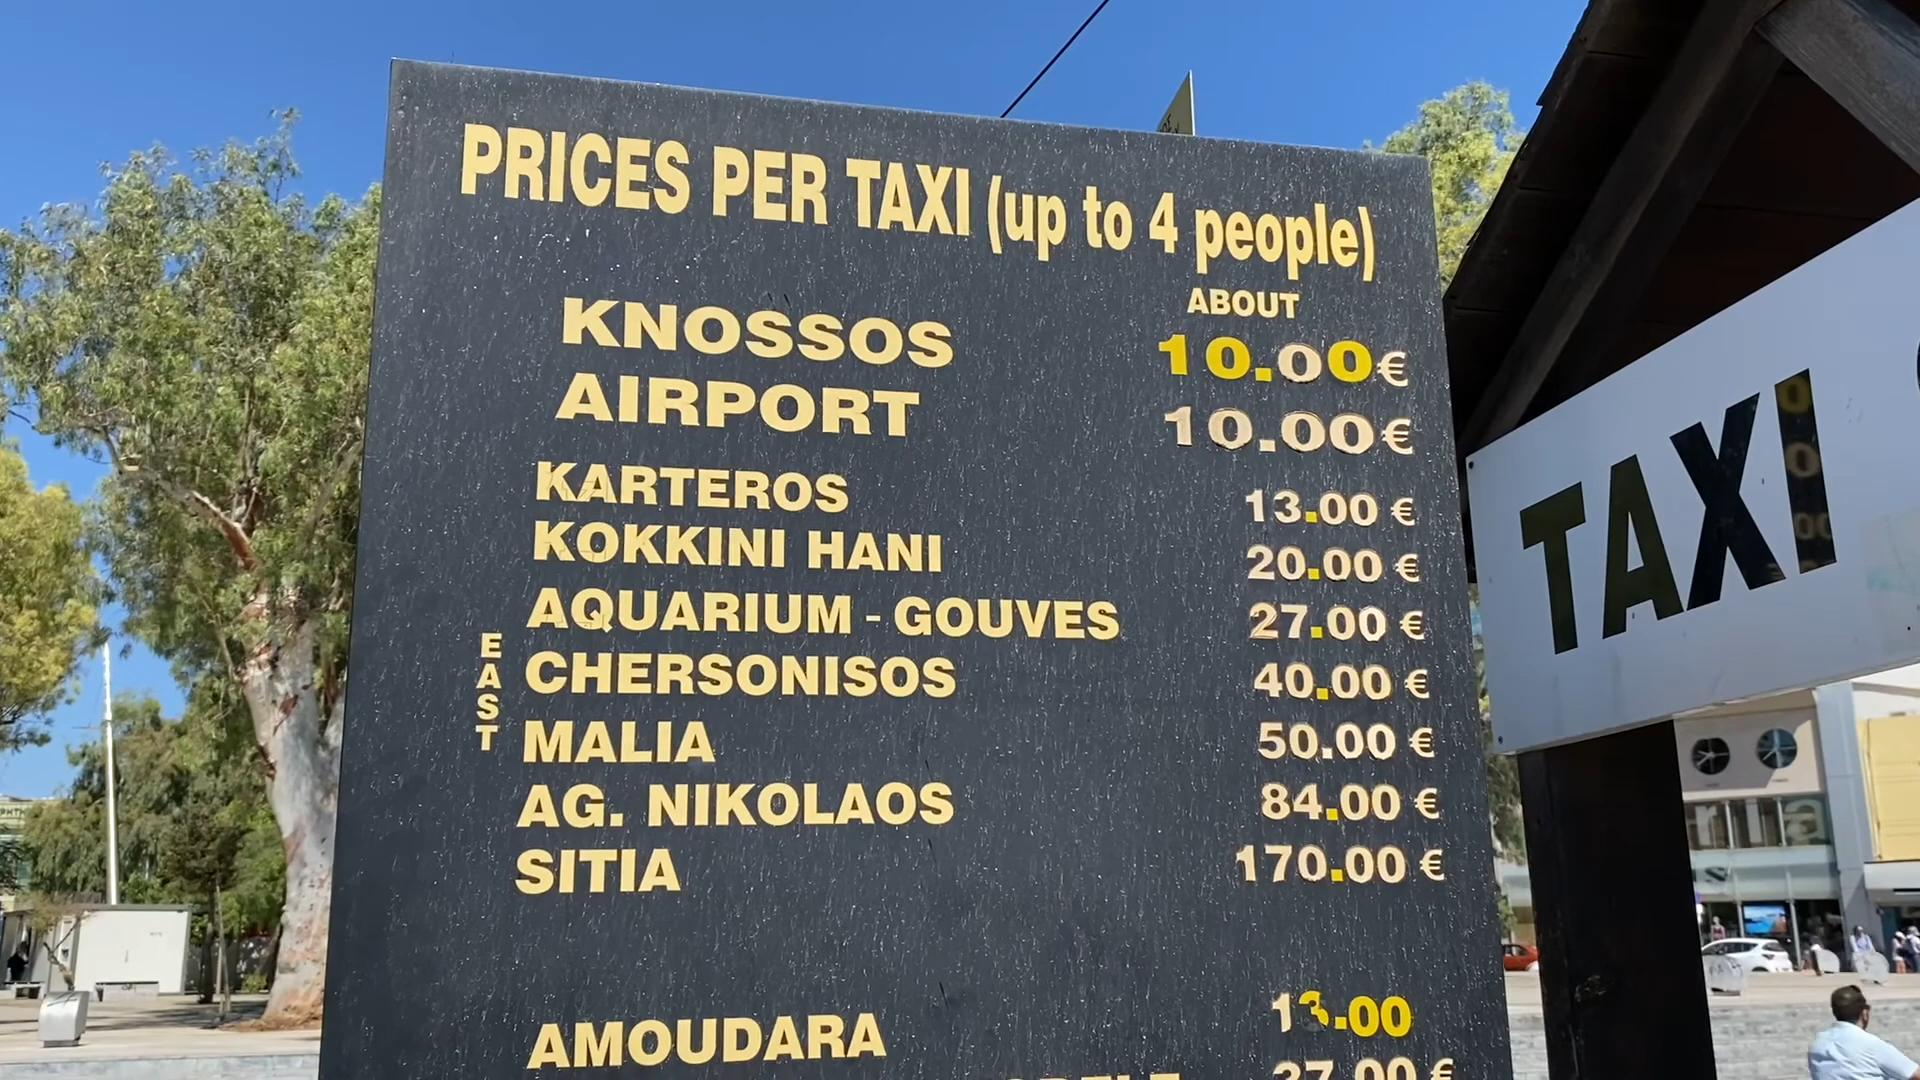 PRICES PER TAXI (up to 4 people)
ABOUT
KNOSSOS 10.00€
AIRPORT 10.00€
KARTEROS 13.00 €
KOKKINI HANI 20.00 €
AQUARIUM - GOUVES 27.00 €
EAST
CHERSONISOS 40.00 €
MALIA 50.00 €
AG. NIKOLAOS 84.00 €
SITIA 170.00 €
AMOUDARA 13.00
27.00 €
TAXI